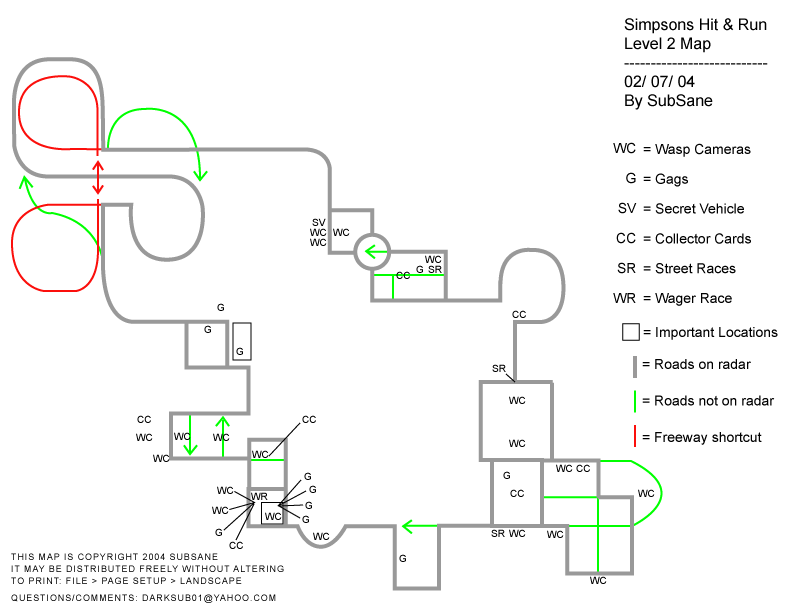 Simpsons Hit & Run
Level 2 Map
---------------------------
02/ 07/ 04
By SubSane
WC = Wasp Cameras
G = Gags
SV = Secret Vehicle
CC = Collector Cards
SR = Street Races
WR = Wager Race
= Important Locations
= Roads on radar
= Roads not on radar
= Freeway shortcut
SV
WC WC
WC
WC
G SR
CC
G
G
G
CC
SR
WC
WC
CC
WC
WC
WC
WC
CC
WC
WC CC
G
CC
WC
WC
WR
WC
WC
G
CC
G
G
G
G
WC
G
SR WC
WC
WC
THIS MAP IS COPYRIGHT 2004 SUBSANE
IT MAY BE DISTRIBUTED FREELY WITHOUT ALTERING
TO PRINT: FILE > PAGE SETUP > LANDSCAPE
QUESTIONS/COMMENTS: DARKSUB01@YAHOO.COM